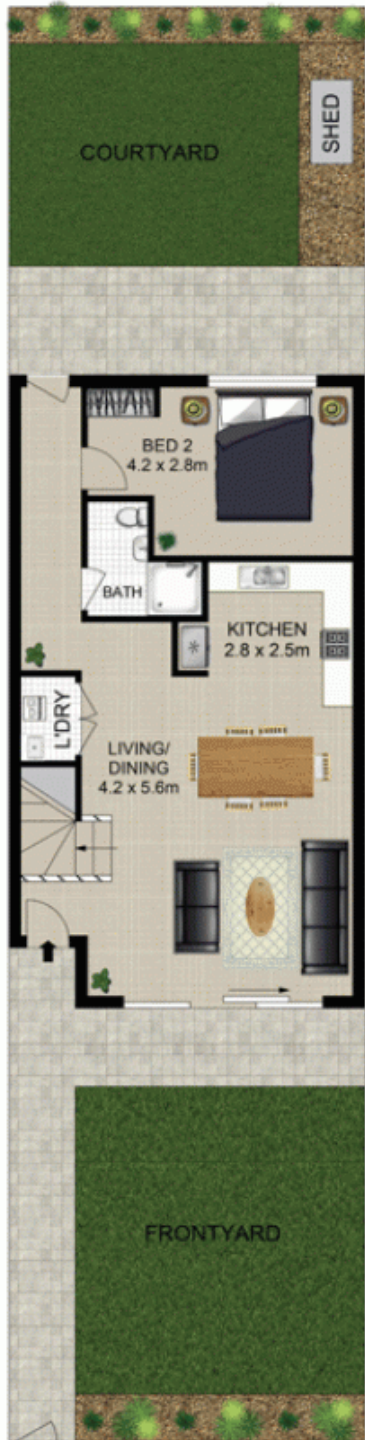 COURTYARD
SHED
BED 2
4.2 x 2.8m
BATH
KITCHEN
2.8 x 2.5m
L'DRY
LIVING/
DINING
4.2 x 5.6m
FRONTYARD